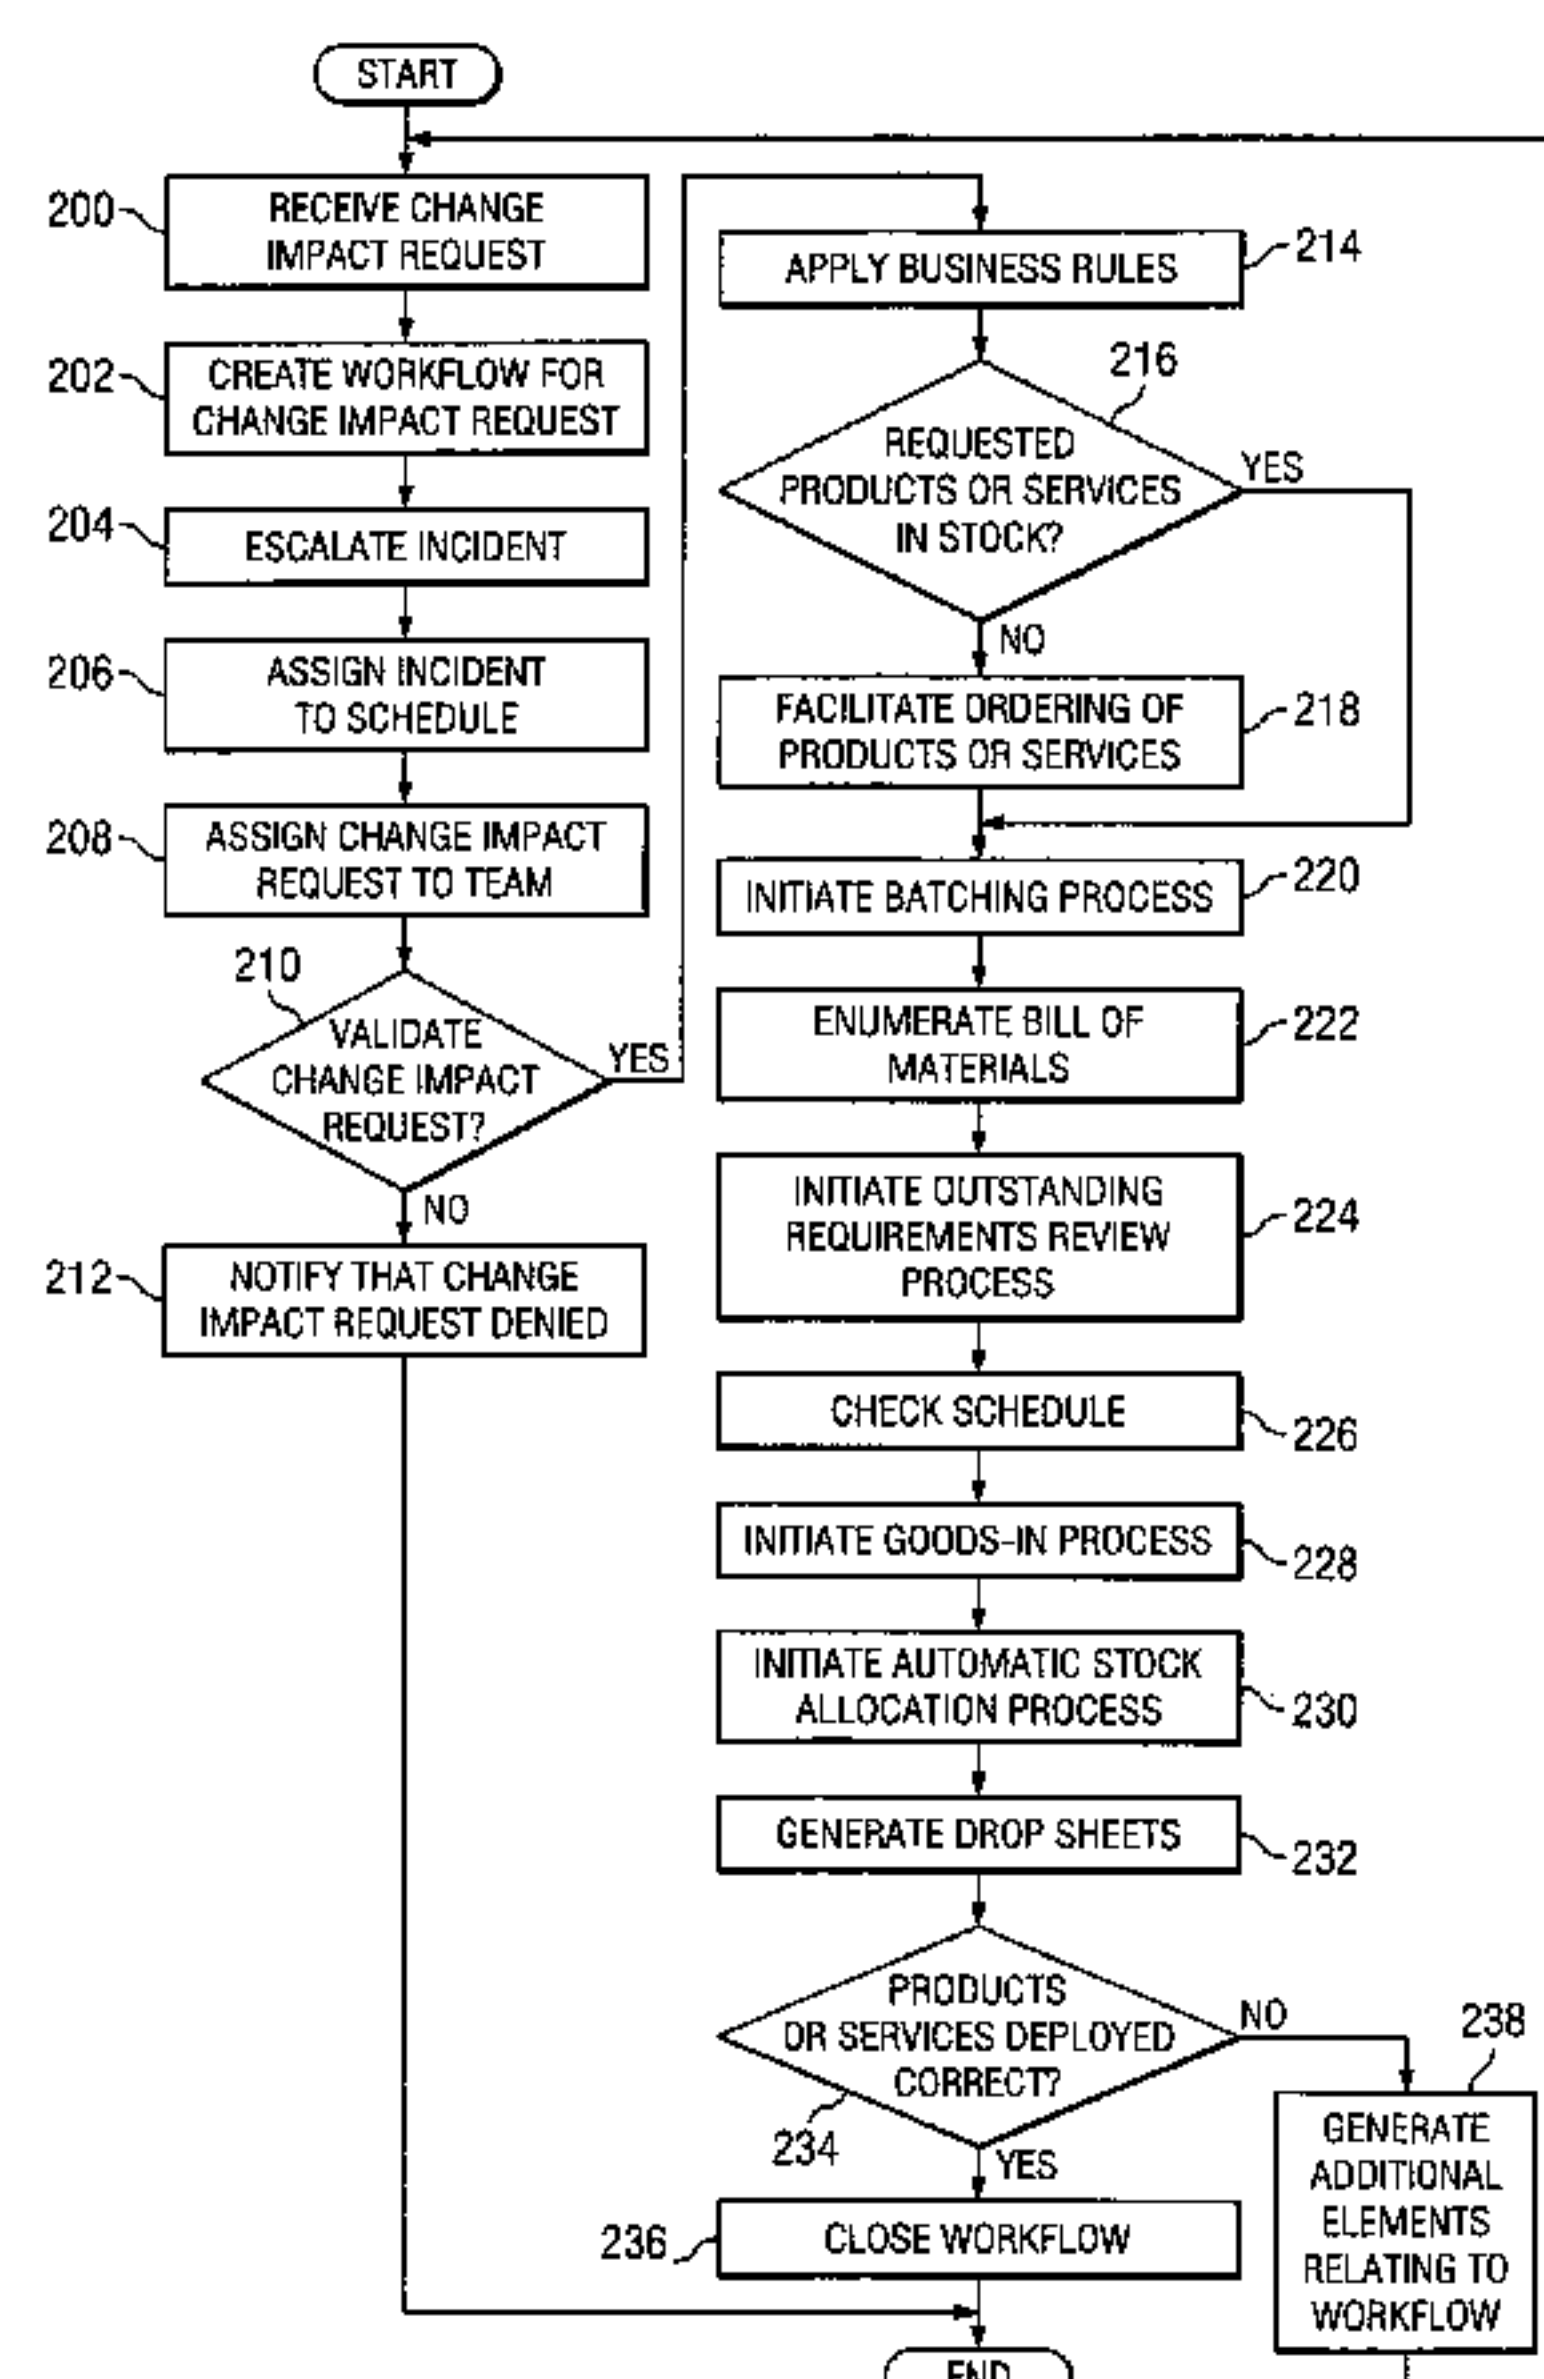 START
200
RECEIVE CHANGE
IMPACT REQUEST
202
CREATE WORKFLOW FOR
CHANGE IMPACT REQUEST
204
ESCALATE INCIDENT
206
ASSIGN INCIDENT
TO SCHEDULE
208
ASSIGN CHANGE IMPACT
REQUEST TO TEAM
210
VALIDATE
CHANGE IMPACT
REQUEST?
YES
NO
212
NOTIFY THAT CHANGE
IMPACT REQUEST DENIED
APPLY BUSINESS RULES
214
216
REQUESTED
PRODUCTS OR SERVICES
IN STOCK?
YES
NO
FACILITATE ORDERING OF
PRODUCTS OR SERVICES
218
INITIATE BATCHING PROCESS
220
ENUMERATE BILL OF
MATERIALS
222
INITIATE OUTSTANDING
REQUIREMENTS REVIEW
PROCESS
224
CHECK SCHEDULE
226
INITIATE GOODS-IN PROCESS
228
INITIATE AUTOMATIC STOCK
ALLOCATION PROCESS
230
GENERATE DROP SHEETS
232
PRODUCTS
OR SERVICES DEPLOYED
CORRECT?
234
NO
YES
238
GENERATE
ADDITIONAL
ELEMENTS
RELATING TO
WORKFLOW
236
CLOSE WORKFLOW
END